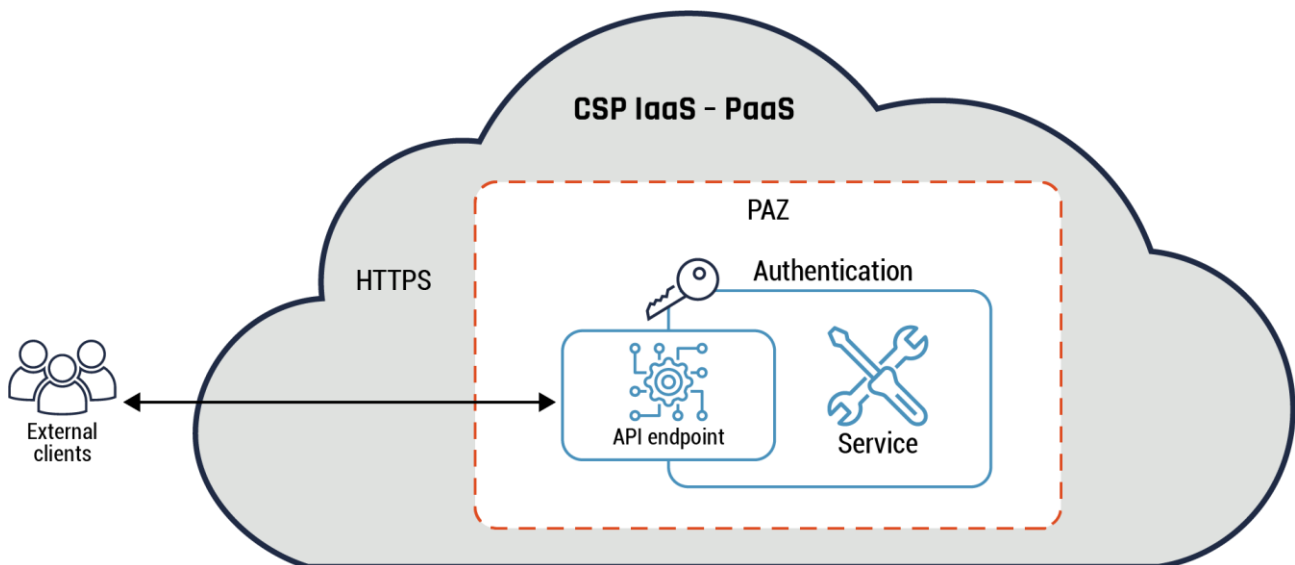 CSP IaaS – PaaS
PAZ
HTTPS
Authentication
External
clients
API endpoint
Service